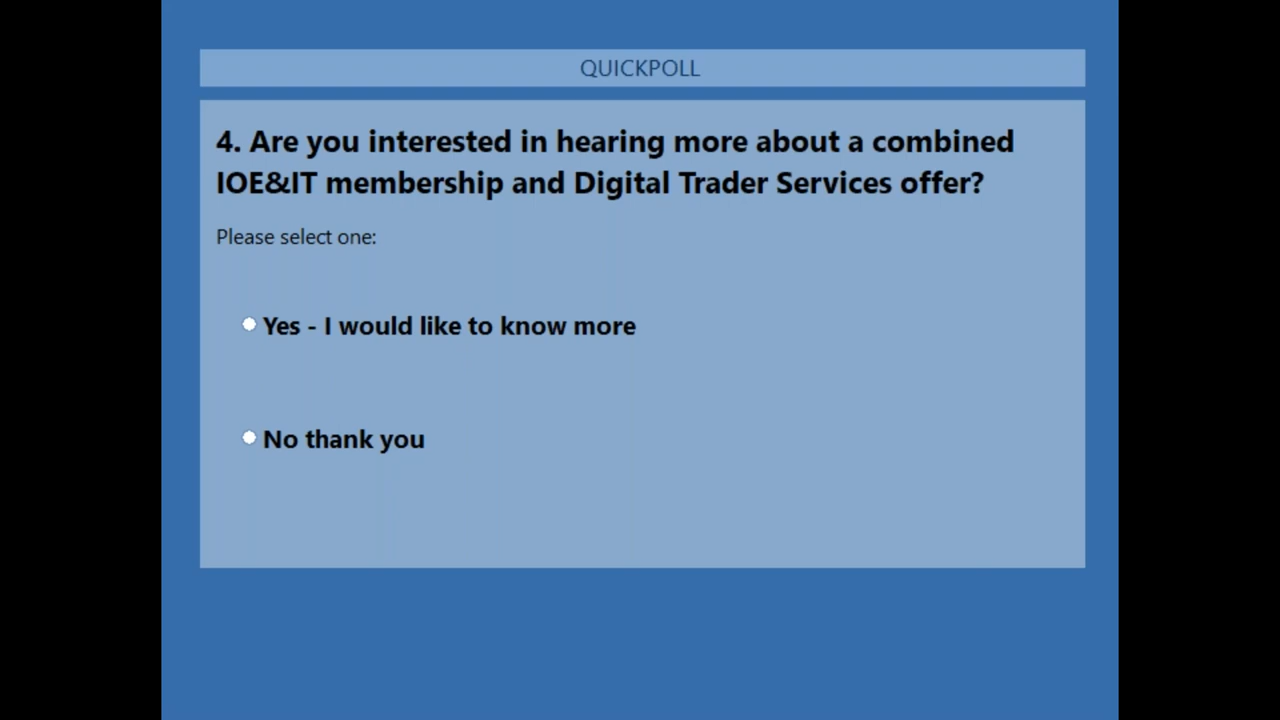 QUICKPOLL
4. Are you interested in hearing more about a combined
IOE&IT membership and Digital Trader Services offer?
Please select one:
Yes - I would like to know more
No thank you